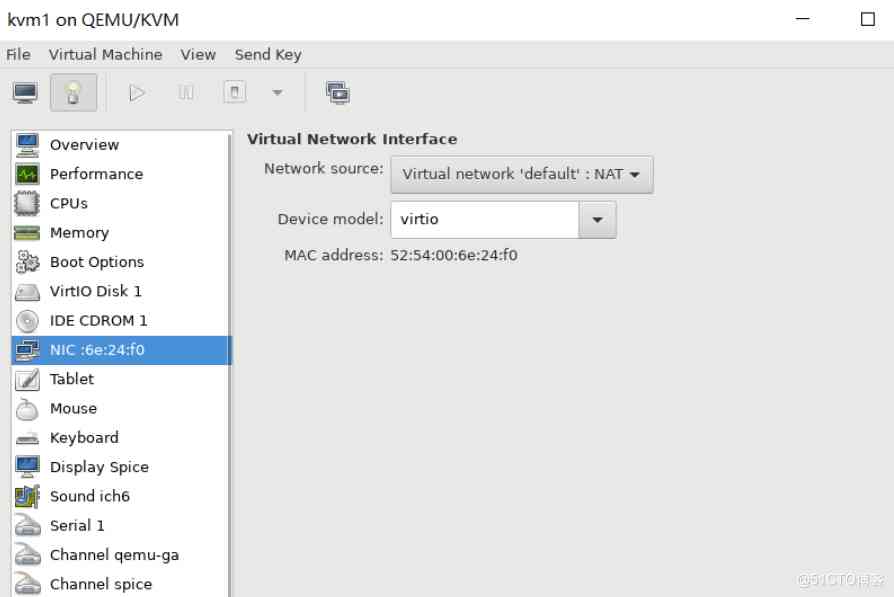 kvm1 on QEMU/KVM
File Virtual Machine View Send Key
Overview
Performance
CPUs
Memory
Boot Options
VirtIO Disk 1
IDE CDROM 1
NIC :6e:24:f0
Tablet
Mouse
Keyboard
Display Spice
Sound ich6
Serial 1
Channel qemu-ga
Channel spice
Virtual Network Interface
Network source: Virtual network 'default' : NAT
Device model: virtio
MAC address: 52:54:00:6e:24:f0
@51CTO博客